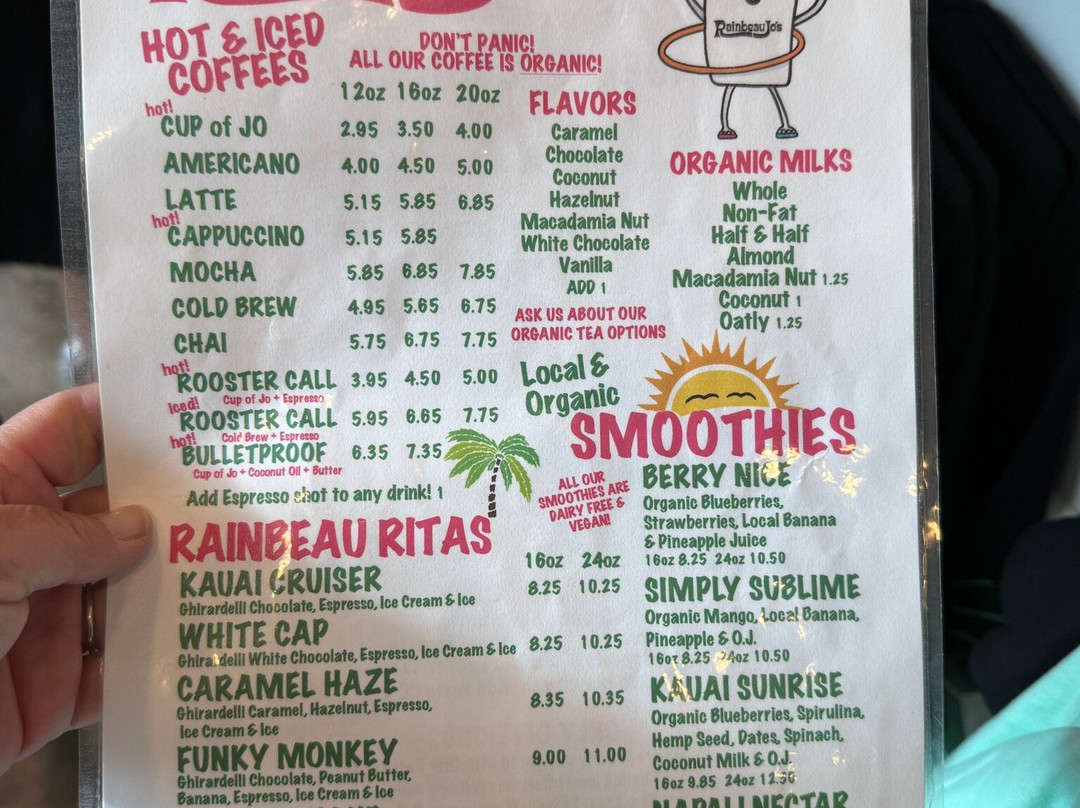 RainbeauJo's
HOT & ICED
COFFEES
DON'T PANIC!
ALL OUR COFFEE IS ORGANIC!
12oz 16oz 20oz
hot!
CUP of JO 2.95 3.50 4.00
AMERICANO 4.00 4.50 5.00
LATTE 5.15 5.85 6.85
hot!
CAPPUCCINO 5.15 5.85
MOCHA 5.85 6.85 7.85
COLD BREW 4.95 5.65 6.75
CHAI 5.75 6.75 7.75
hot!
ROOSTER CALL 3.95 4.50 5.00
Cup of Jo + Espresso
Iced!
ROOSTER CALL 5.95 6.65 7.75
Cold Brew + Espresso
hot!
BULLETPROOF 6.35 7.35
Cup of Jo + Coconut Oil + Butter
Add Espresso shot to any drink! 1
FLAVORS
Caramel
Chocolate
Coconut
Hazelnut
Macadamia Nut
White Chocolate
Vanilla
ADD 1
ASK US ABOUT OUR
ORGANIC TEA OPTIONS
ORGANIC MILKS
Whole
Non-Fat
Half & Half
Almond
Macadamia Nut 1.25
Coconut 1
Oatly 1.25
RAINBEAU RITAS
16oz 24oz
KAUAI CRUISER 8.25 10.25
Ghirardelli Chocolate, Espresso, Ice Cream & Ice
WHITE CAP
Ghirardelli White Chocolate, Espresso, Ice Cream & Ice 8.25 10.25
CARAMEL HAZE 8.35 10.35
Ghirardelli Caramel, Hazelnut, Espresso,
Ice Cream & Ice
FUNKY MONKEY 9.00 11.00
Ghirardelli Chocolate, Peanut Butter,
Banana, Espresso, Ice Cream & Ice
Local &
Organic
SMOOTHIES
ALL OUR
SMOOTHIES ARE
DAIRY FREE &
VEGAN!
BERRY NICE
Organic Blueberries,
Strawberries, Local Banana
& Pineapple Juice
16oz 8.25 24oz 10.50
SIMPLY SUBLIME
Organic Mango, Local Banana,
Pineapple & O.J.
16oz 8.25 24oz 10.50
KAUAI SUNRISE
Organic Blueberries, Spirulina,
Hemp Seed, Dates, Spinach,
Coconut Milk & O.J.
16oz 9.85 24oz 12.50
NAPALI NECTAR